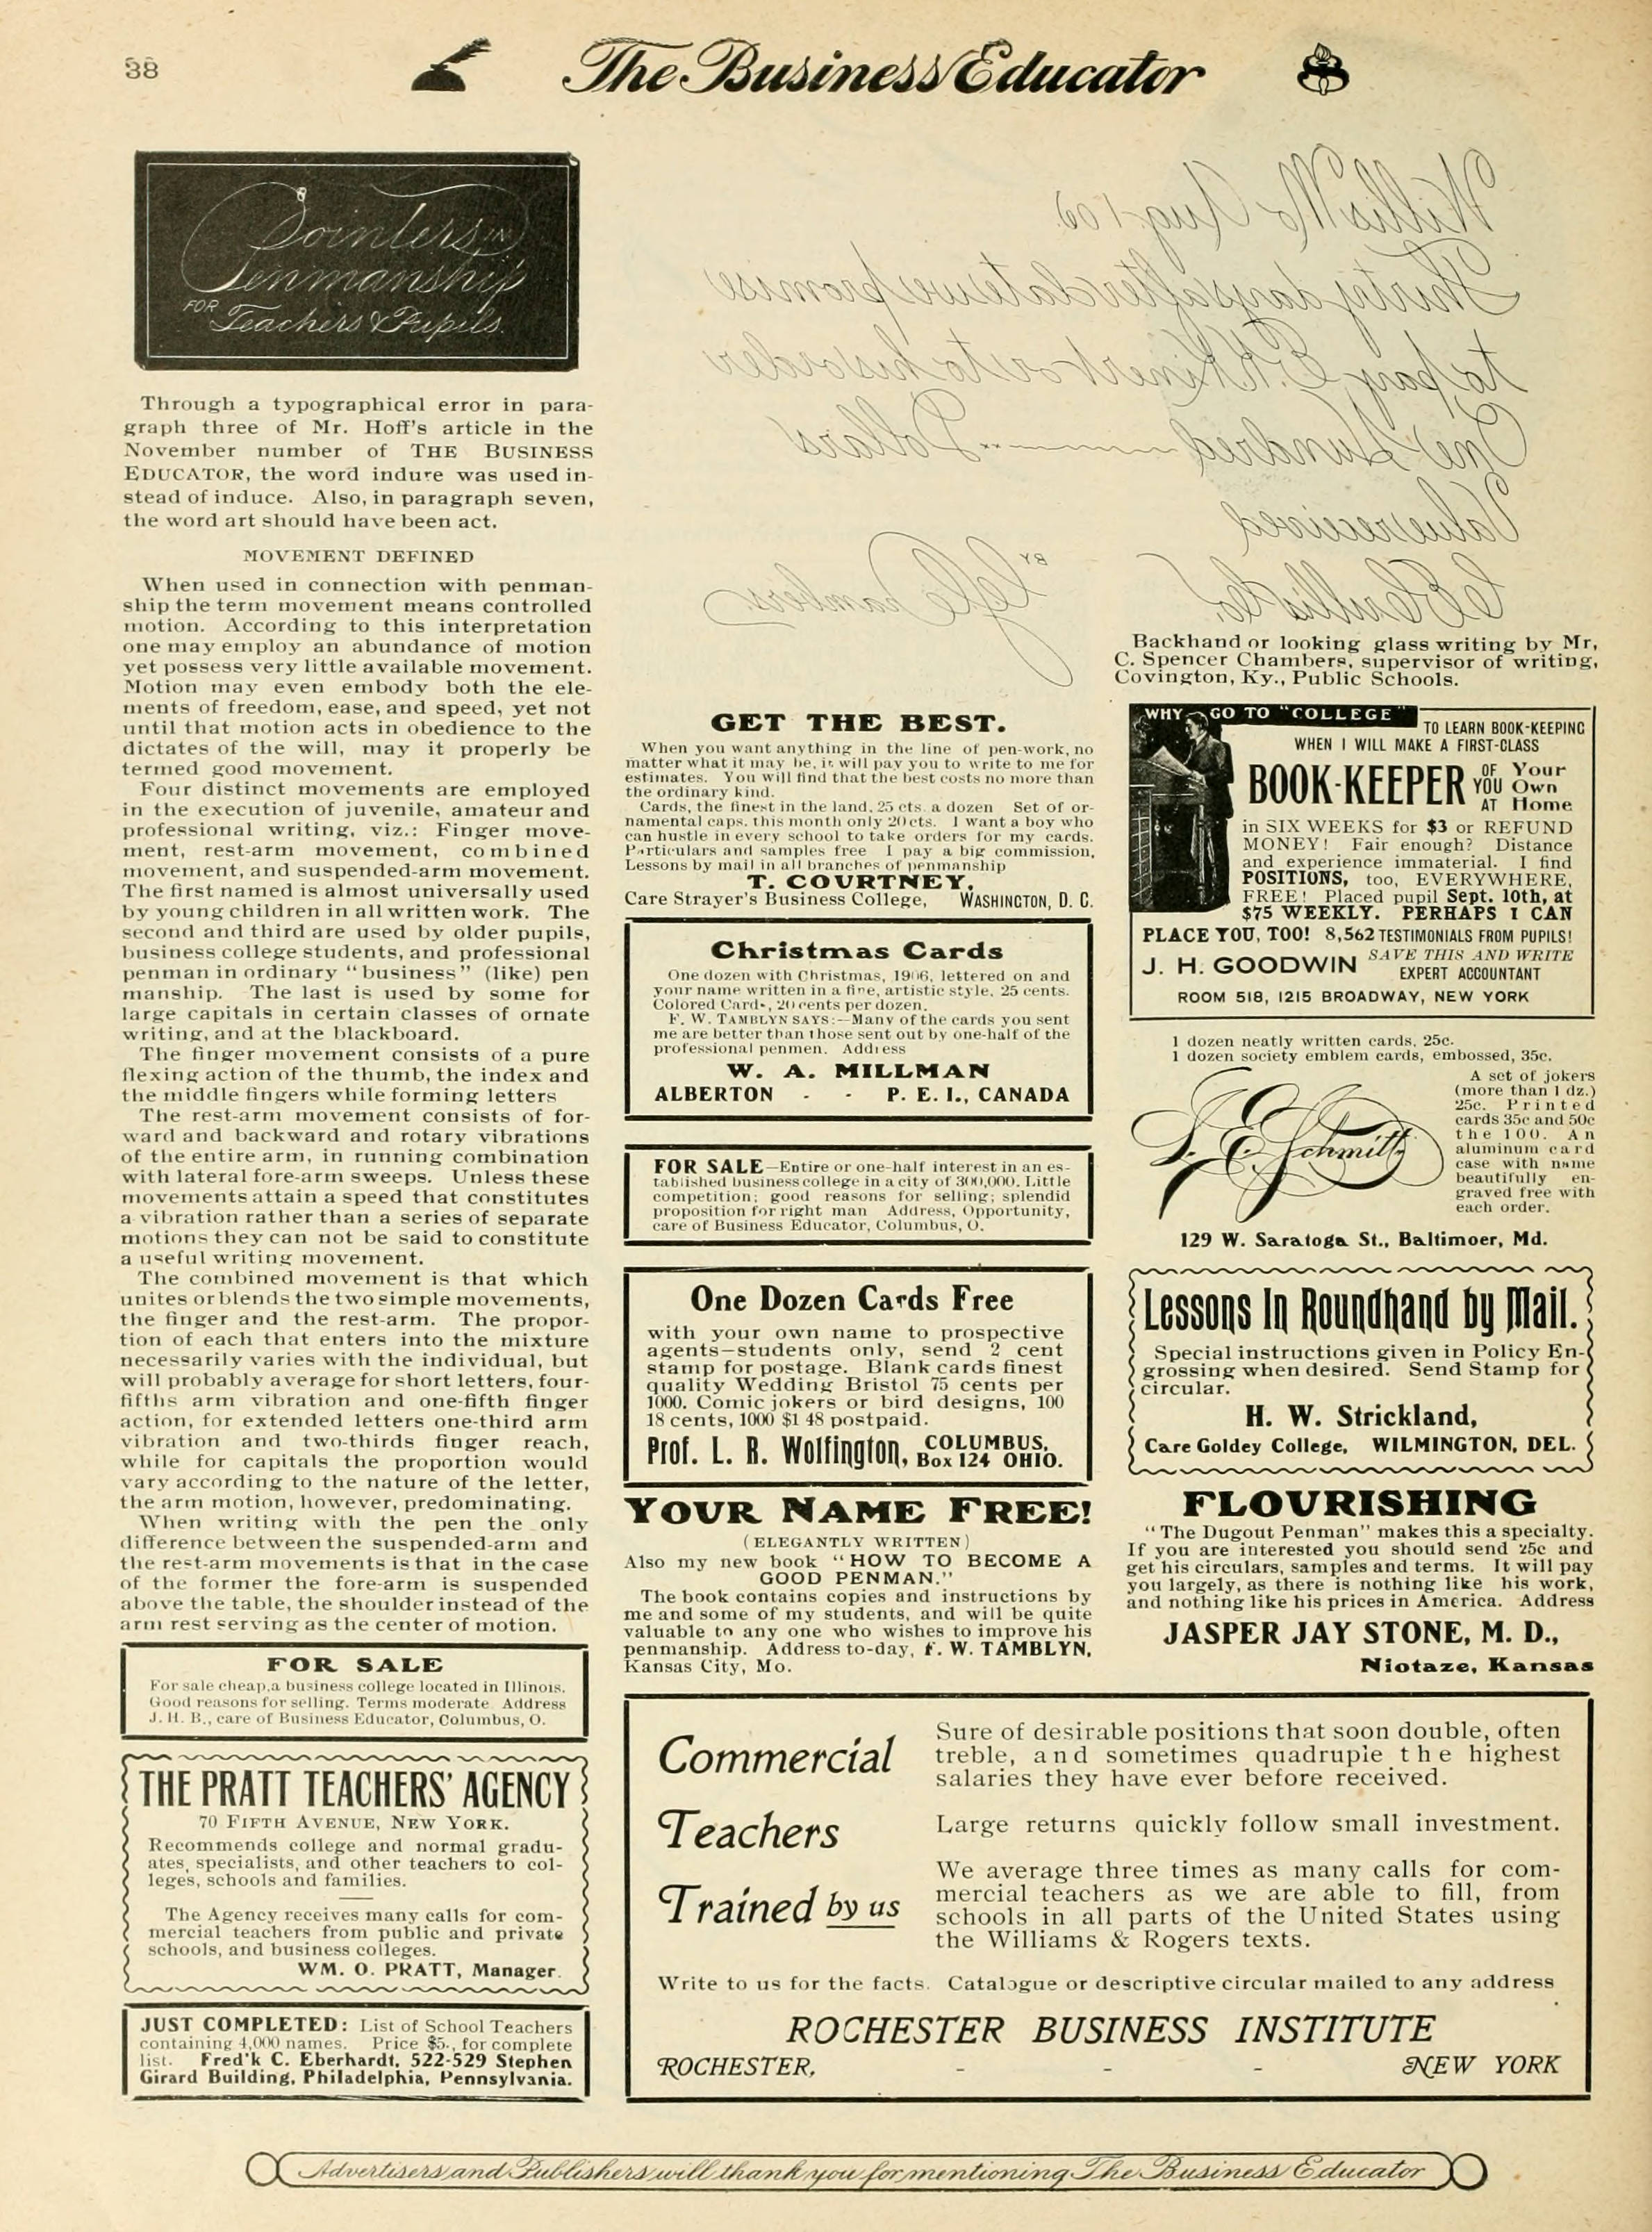 38
The Business Educator
Pointers IN
Penmanship
FOR Teachers & Pupils.
Through a typographical error in para-
graph three of Mr. Hoff's article in the
November number of THE BUSINESS
EDUCATOR, the word indure was used in-
stead of induce. Also, in paragraph seven,
the word art should have been act.
MOVEMENT DEFINED
When used in connection with penman-
ship the term movement means controlled
motion. According to this interpretation
one may employ an abundance of motion
yet possess very little available movement.
Motion may even embody both the ele-
ments of freedom, ease, and speed, yet not
until that motion acts in obedience to the
dictates of the will, may it properly be
termed good movement.
Four distinct movements are employed
in the execution of juvenile, amateur and
professional writing, viz.: Finger move-
ment, rest-arm movement, combined
movement, and suspended-arm movement.
The first named is almost universally used
by young children in all written work. The
second and third are used by older pupils,
business college students, and professional
penman in ordinary "business" (like) pen
manship. The last is used by some for
large capitals in certain classes of ornate
writing, and at the blackboard.
The finger movement consists of a pure
flexing action of the thumb, the index and
the middle fingers while forming letters
The rest-arm movement consists of for-
ward and backward and rotary vibrations
of the entire arm, in running combination
with lateral fore-arm sweeps. Unless these
movements attain a speed that constitutes
a vibration rather than a series of separate
motions they can not be said to constitute
a useful writing movement.
The combined movement is that which
unites or blends the two simple movements,
the finger and the rest-arm. The propor-
tion of each that enters into the mixture
necessarily varies with the individual, but
will probably average for short letters, four-
fifths arm vibration and one-fifth finger
action, for extended letters one-third arm
vibration and two-thirds finger reach,
while for capitals the proportion would
vary according to the nature of the letter,
the arm motion, however, predominating.
When writing with the pen the only
difference between the suspended-arm and
the rest-arm movements is that in the case
of the former the fore-arm is suspended
above the table, the shoulder instead of the
arm rest serving as the center of motion.
FOR SALE
For sale cheap, a business college located in Illinois.
Good reasons for selling. Terms moderate Address
J. H. B., care of Business Educator, Columbus, O.
THE PRATT TEACHERS' AGENCY
70 FIFTH AVENUE, NEW YORK.
Recommends college and normal gradu-
ates, specialists, and other teachers to col-
leges, schools and families.
The Agency receives many calls for com-
mercial teachers from public and private
schools, and business colleges.
WM. O. PRATT, Manager.
JUST COMPLETED: List of School Teachers
containing 4,000 names. Price $5., for complete
list. Fred'k C. Eberhardt, 522-529 Stephen
Girard Building, Philadelphia, Pennsylvania.
Willis Mo Aug. 1 06.
Thirty days after date we promise
to pay E.K. Kinert or to his order
One Hundred Dollars
Value received
C E Willis & Co.
BY
Chambers.
Backhand or looking glass writing by Mr,
C. Spencer Chambers, supervisor of writing,
Covington, Ky., Public Schools.
GET THE BEST.
When you want anything in the line of pen-work, no
matter what it may be, it will pay you to write to me for
estimates. You will find that the best costs no more than
the ordinary kind.
Cards, the finest in the land, 25 cts. a dozen Set of or-
namental caps. this month only 20cts. I want a boy who
can hustle in every school to take orders for my cards.
Particulars and samples free I pay a big commission,
Lessons by mail in all branches of penmanship
T. COURTNEY,
Care Strayer's Business College, WASHINGTON, D. C.
Christmas Cards
One dozen with Christmas, 1906, lettered on and
your name written in a fine, artistic style, 25 cents.
Colored Cards, 20 cents per dozen.
F. W. TAMBLYN SAYS:—Many of the cards you sent
me are better than those sent out by one-half of the
professional penmen. Address
W. A. MILLMAN
ALBERTON - - P. E. I., CANADA
FOR SALE—Entire or one-half interest in an es-
tablished business college in a city of 300,000. Little
competition; good reasons for selling; splendid
proposition for right man Address, Opportunity,
care of Business Educator, Columbus, O.
One Dozen Cards Free
with your own name to prospective
agents—students only, send 2 cent
stamp for postage. Blank cards finest
quality Wedding Bristol 75 cents per
1000. Comic jokers or bird designs, 100
18 cents, 1000 $1 48 postpaid.
Prof. L. R. Wolfington, COLUMBUS, OHIO.
Box 124
YOUR NAME FREE!
(ELEGANTLY WRITTEN)
Also my new book "HOW TO BECOME A
GOOD PENMAN."
The book contains copies and instructions by
me and some of my students, and will be quite
valuable to any one who wishes to improve his
penmanship. Address to-day, F. W. TAMBLYN,
Kansas City, Mo.
WHY GO TO "COLLEGE"
TO LEARN BOOK-KEEPING
WHEN I WILL MAKE A FIRST-CLASS
BOOK-KEEPER
OF Your
YOU Own
AT Home
in SIX WEEKS for $3 or REFUND
MONEY! Fair enough? Distance
and experience immaterial. I find
POSITIONS, too, EVERYWHERE,
FREE! Placed pupil Sept. 10th, at
$75 WEEKLY. PERHAPS I CAN
PLACE YOU, TOO! 8,562 TESTIMONIALS FROM PUPILS!
J. H. GOODWIN SAVE THIS AND WRITE
EXPERT ACCOUNTANT
ROOM 518, 1215 BROADWAY, NEW YORK
1 dozen neatly written cards, 25c.
1 dozen society emblem cards, embossed, 35c.
A set of jokers
(more than 1 dz.)
25c. Printed
cards 35c and 50c
the 100. An
aluminum card
case with name
beautifully en-
graved free with
each order.
E. Schmitt
129 W. Saratoga St., Baltimoer, Md.
Lessons In Roundhand by Mail.
Special instructions given in Policy En-
grossing when desired. Send Stamp for
circular.
H. W. Strickland,
Care Goldey College, WILMINGTON, DEL.
FLOURISHING
"The Dugout Penman" makes this a specialty.
If you are interested you should send 25c and
get his circulars, samples and terms. It will pay
you largely, as there is nothing like his work,
and nothing like his prices in America. Address
JASPER JAY STONE, M. D.,
Niotaze, Kansas
Commercial
Teachers
Trained by us
Sure of desirable positions that soon double, often
treble, and sometimes quadruple the highest
salaries they have ever before received.
Large returns quickly follow small investment.
We average three times as many calls for com-
mercial teachers as we are able to fill, from
schools in all parts of the United States using
the Williams & Rogers texts.
Write to us for the facts. Catalogue or descriptive circular mailed to any address
ROCHESTER BUSINESS INSTITUTE
ROCHESTER, - - - NEW YORK
Advertisers and Publishers will thank you for mentioning The Business Educator